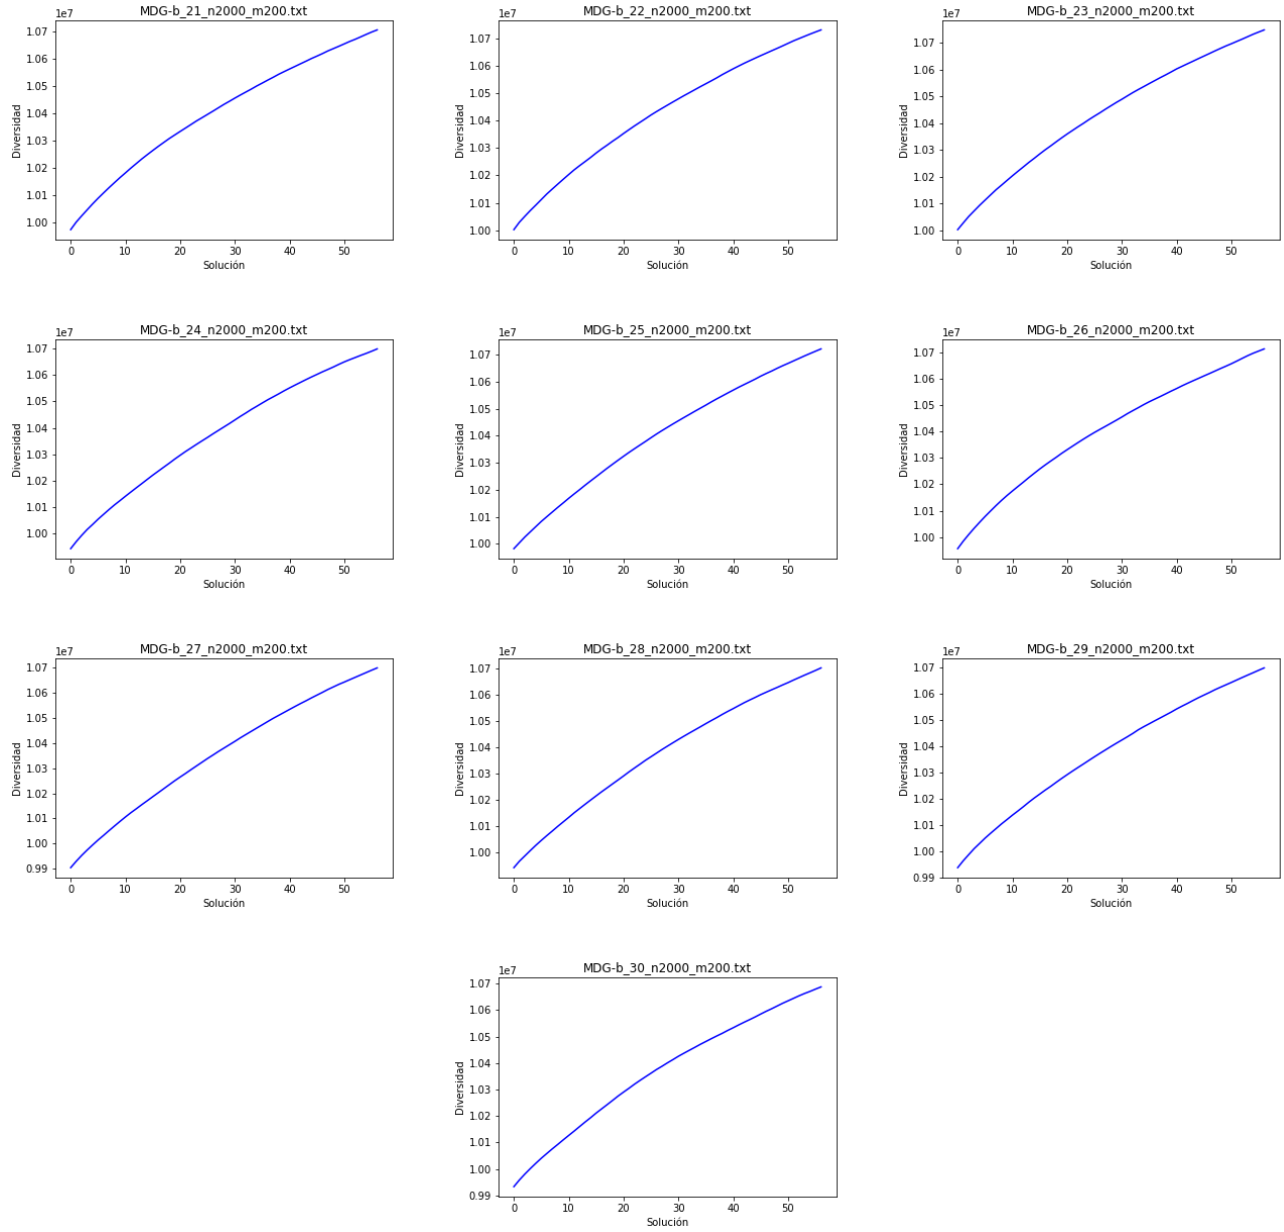 MDG-b_21_n2000_m200.txt
1e7
1.07
1.06
1.05
1.04
1.03
1.02
1.01
1.00
Diversidad
0 10 20 30 40 50
Solución
MDG-b_22_n2000_m200.txt
1e7
1.07
1.06
1.05
1.04
1.03
1.02
1.01
1.00
Diversidad
0 10 20 30 40 50
Solución
MDG-b_23_n2000_m200.txt
1e7
1.07
1.06
1.05
1.04
1.03
1.02
1.01
1.00
Diversidad
0 10 20 30 40 50
Solución
MDG-b_24_n2000_m200.txt
1e7
1.07
1.06
1.05
1.04
1.03
1.02
1.01
1.00
Diversidad
0 10 20 30 40 50
Solución
MDG-b_25_n2000_m200.txt
1e7
1.07
1.06
1.05
1.04
1.03
1.02
1.01
1.00
Diversidad
0 10 20 30 40 50
Solución
MDG-b_26_n2000_m200.txt
1e7
1.07
1.06
1.05
1.04
1.03
1.02
1.01
1.00
Diversidad
0 10 20 30 40 50
Solución
MDG-b_27_n2000_m200.txt
1e7
1.07
1.06
1.05
1.04
1.03
1.02
1.01
1.00
0.99
Diversidad
0 10 20 30 40 50
Solución
MDG-b_28_n2000_m200.txt
1e7
1.07
1.06
1.05
1.04
1.03
1.02
1.01
1.00
Diversidad
0 10 20 30 40 50
Solución
MDG-b_29_n2000_m200.txt
1e7
1.07
1.06
1.05
1.04
1.03
1.02
1.01
1.00
0.99
Diversidad
0 10 20 30 40 50
Solución
MDG-b_30_n2000_m200.txt
1e7
1.07
1.06
1.05
1.04
1.03
1.02
1.01
1.00
0.99
Diversidad
0 10 20 30 40 50
Solución